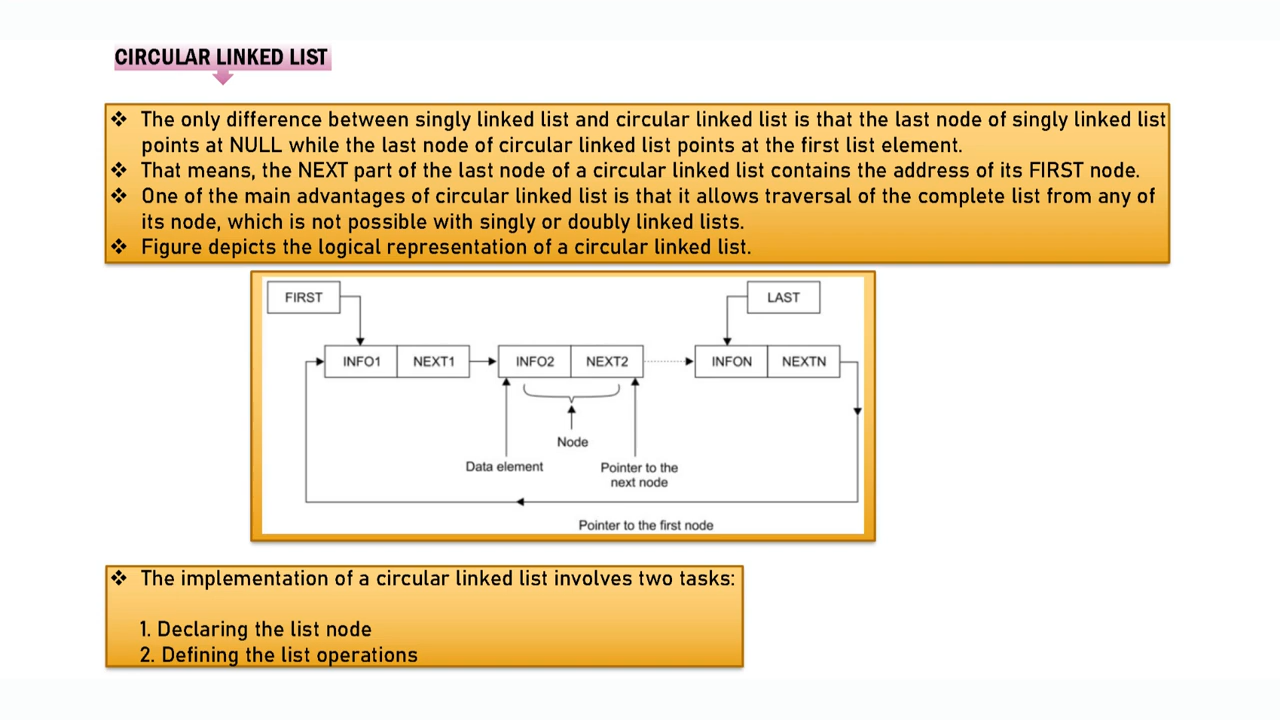 CIRCULAR LINKED LIST
❖ The only difference between singly linked list and circular linked list is that the last node of singly linked list
points at NULL while the last node of circular linked list points at the first list element.
❖ That means, the NEXT part of the last node of a circular linked list contains the address of its FIRST node.
❖ One of the main advantages of circular linked list is that it allows traversal of the complete list from any of
its node, which is not possible with singly or doubly linked lists.
❖ Figure depicts the logical representation of a circular linked list.
FIRST
LAST
INFO1
NEXT1
INFO2
NEXT2
INFON
NEXTN
Node
Data element
Pointer to the
next node
Pointer to the first node
❖ The implementation of a circular linked list involves two tasks:
1. Declaring the list node
2. Defining the list operations